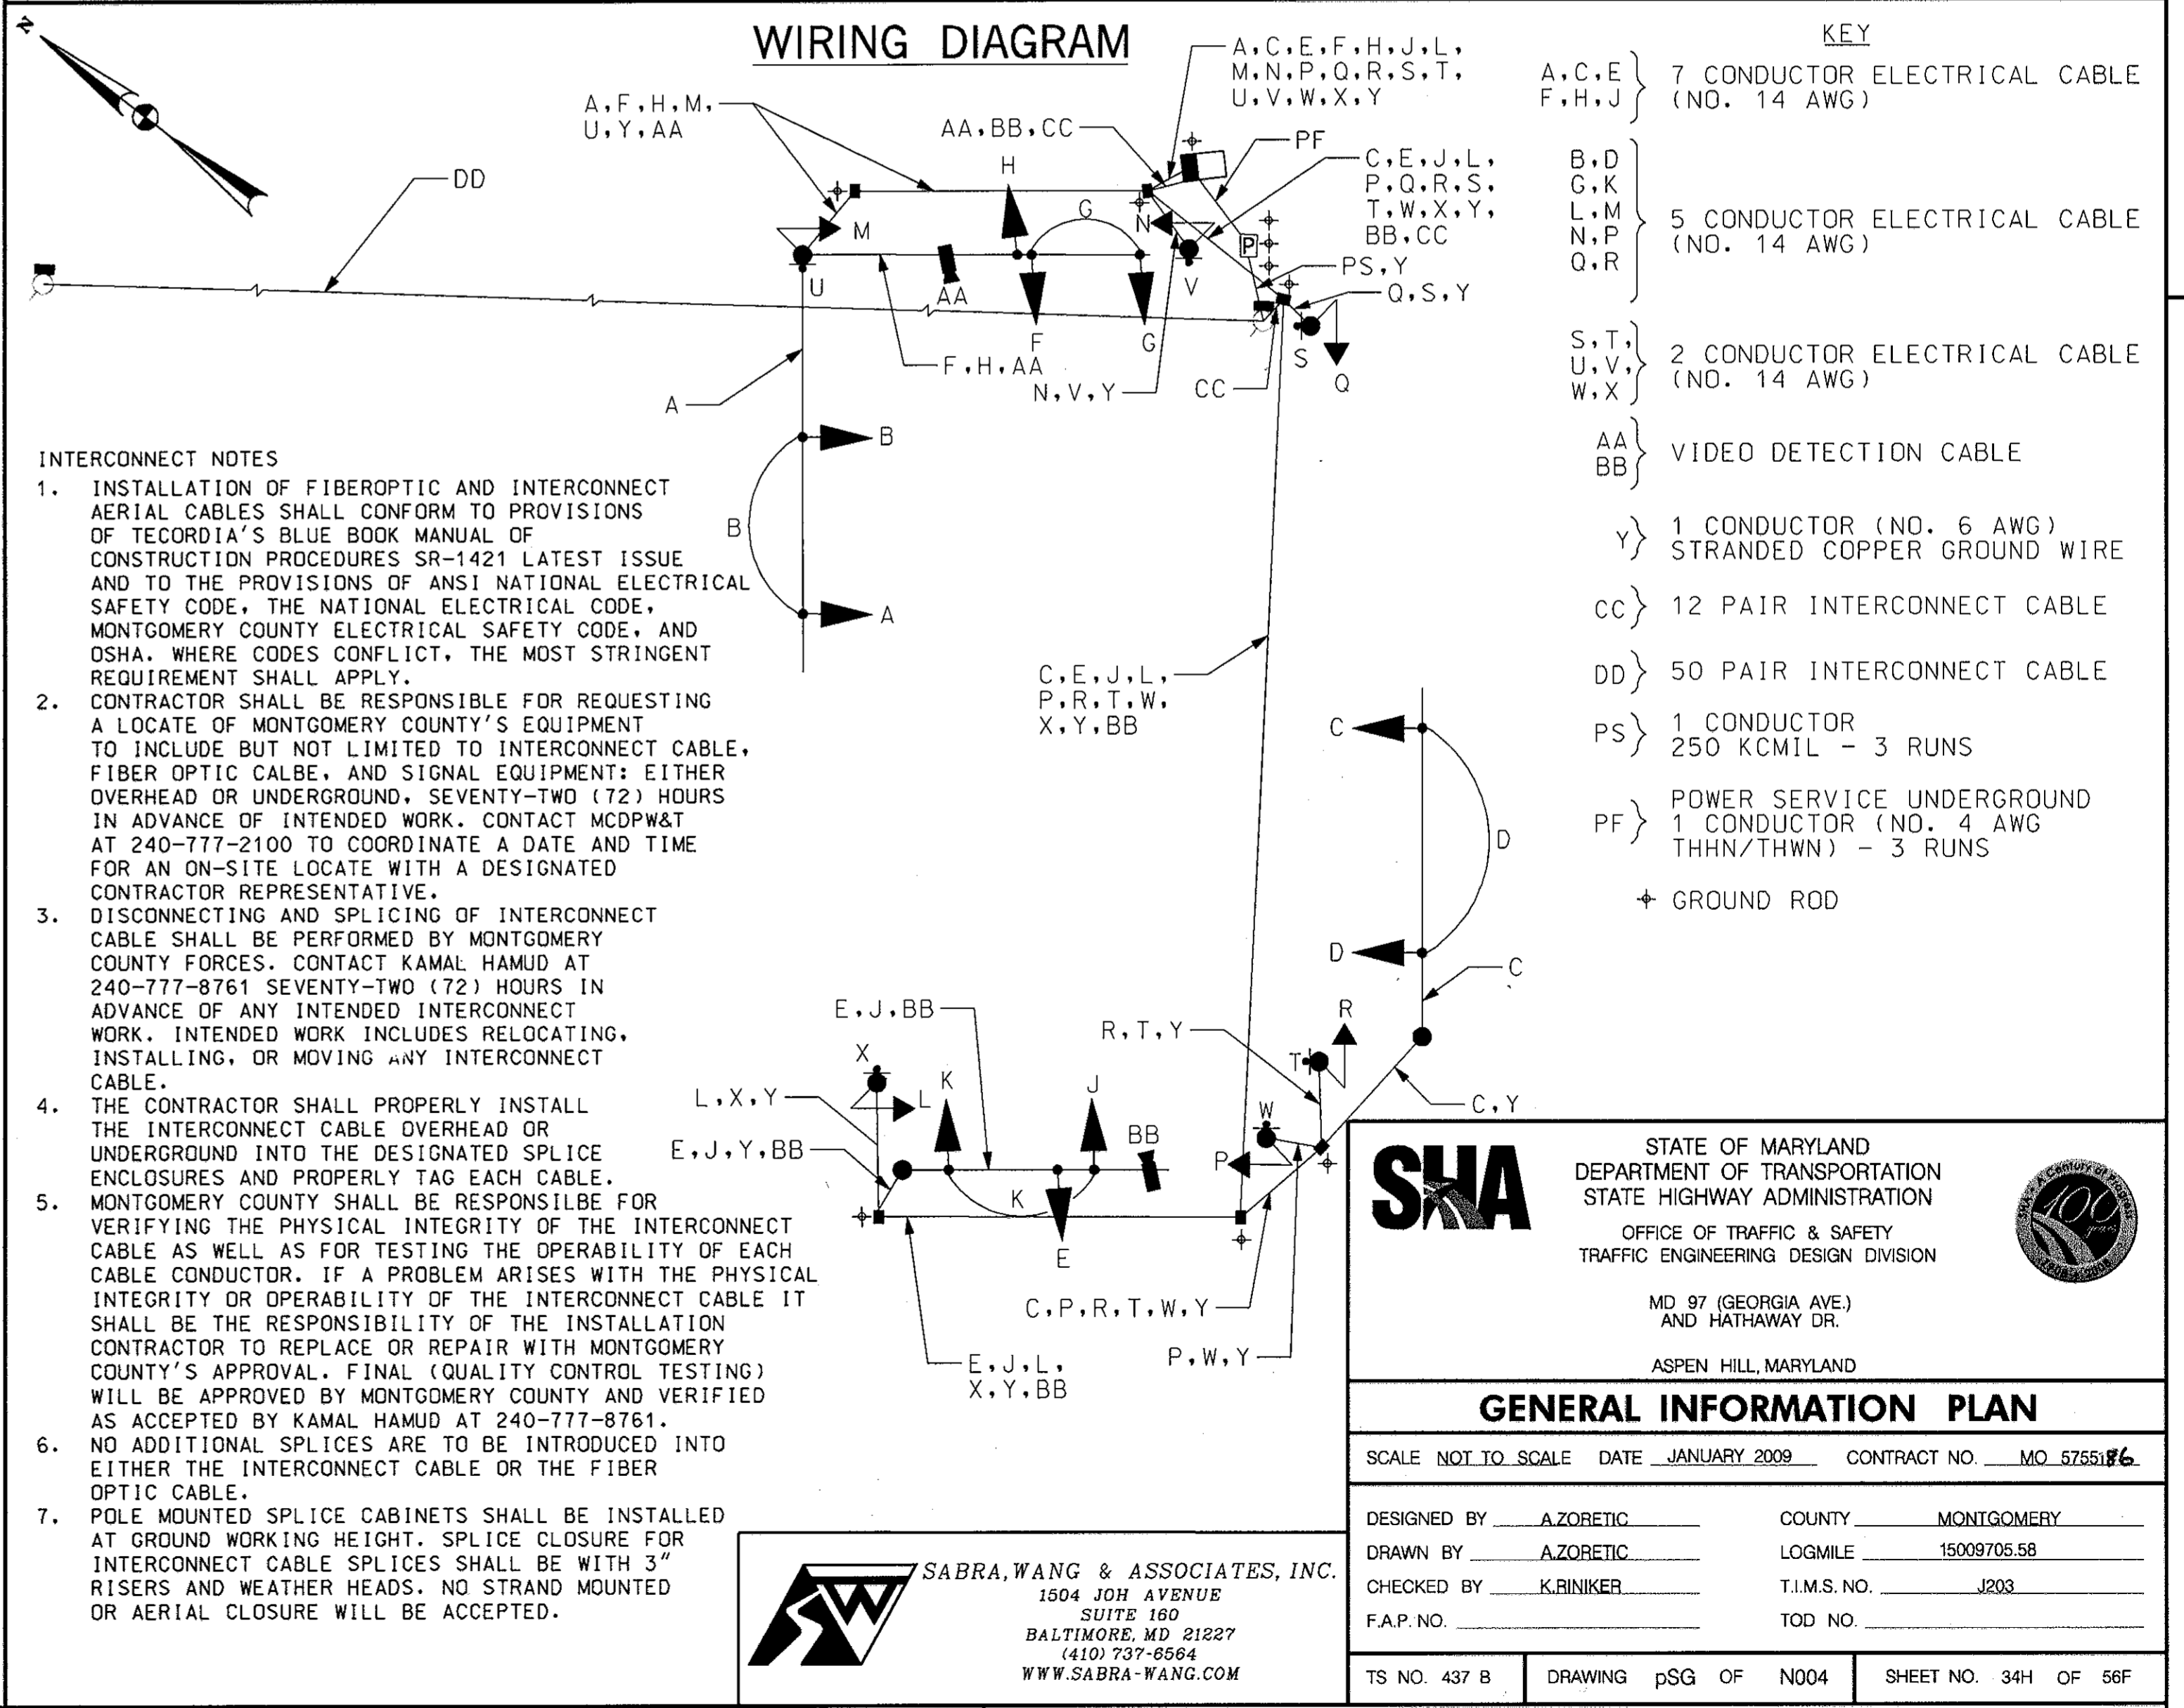 WIRING DIAGRAM
N
DD
A,F,H,M,
U,Y,AA
AA,BB,CC
A,C,E,F,H,J,L,
M,N,P,Q,R,S,T,
U,V,W,X,Y
PF
C,E,J,L,
P,Q,R,S,
T,W,X,Y,
BB,CC
H
G
N
P
M
U
AA
V
PS,Y
Q,S,Y
F
G
S
Q
F,H,AA
N,V,Y
CC
A
B
B
A
C,E,J,L,
P,R,T,W,
X,Y,BB
C
D
D
C
E,J,BB
R,T,Y
R
X
T
K
J
L
L,X,Y
C,Y
W
BB
E,J,Y,BB
P
K
E
C,P,R,T,W,Y
E,J,L,
X,Y,BB
P,W,Y
KEY
A,C,E
F,H,J
7 CONDUCTOR ELECTRICAL CABLE
(NO. 14 AWG)
B,D
G,K
L,M
N,P
Q,R
5 CONDUCTOR ELECTRICAL CABLE
(NO. 14 AWG)
S,T,
U,V,
W,X
2 CONDUCTOR ELECTRICAL CABLE
(NO. 14 AWG)
AA
BB
VIDEO DETECTION CABLE
Y
1 CONDUCTOR (NO. 6 AWG)
STRANDED COPPER GROUND WIRE
CC
12 PAIR INTERCONNECT CABLE
DD
50 PAIR INTERCONNECT CABLE
PS
1 CONDUCTOR
250 KCMIL - 3 RUNS
PF
POWER SERVICE UNDERGROUND
1 CONDUCTOR (NO. 4 AWG
THHN/THWN) - 3 RUNS
GROUND ROD
INTERCONNECT NOTES
1. INSTALLATION OF FIBEROPTIC AND INTERCONNECT
AERIAL CABLES SHALL CONFORM TO PROVISIONS
OF TECORDIA'S BLUE BOOK MANUAL OF
CONSTRUCTION PROCEDURES SR-1421 LATEST ISSUE
AND TO THE PROVISIONS OF ANSI NATIONAL ELECTRICAL
SAFETY CODE, THE NATIONAL ELECTRICAL CODE,
MONTGOMERY COUNTY ELECTRICAL SAFETY CODE, AND
OSHA. WHERE CODES CONFLICT, THE MOST STRINGENT
REQUIREMENT SHALL APPLY.
2. CONTRACTOR SHALL BE RESPONSIBLE FOR REQUESTING
A LOCATE OF MONTGOMERY COUNTY'S EQUIPMENT
TO INCLUDE BUT NOT LIMITED TO INTERCONNECT CABLE,
FIBER OPTIC CALBE, AND SIGNAL EQUIPMENT: EITHER
OVERHEAD OR UNDERGROUND, SEVENTY-TWO (72) HOURS
IN ADVANCE OF INTENDED WORK. CONTACT MCDPW&T
AT 240-777-2100 TO COORDINATE A DATE AND TIME
FOR AN ON-SITE LOCATE WITH A DESIGNATED
CONTRACTOR REPRESENTATIVE.
3. DISCONNECTING AND SPLICING OF INTERCONNECT
CABLE SHALL BE PERFORMED BY MONTGOMERY
COUNTY FORCES. CONTACT KAMAL HAMUD AT
240-777-8761 SEVENTY-TWO (72) HOURS IN
ADVANCE OF ANY INTENDED INTERCONNECT
WORK. INTENDED WORK INCLUDES RELOCATING,
INSTALLING, OR MOVING ANY INTERCONNECT
CABLE.
4. THE CONTRACTOR SHALL PROPERLY INSTALL
THE INTERCONNECT CABLE OVERHEAD OR
UNDERGROUND INTO THE DESIGNATED SPLICE
ENCLOSURES AND PROPERLY TAG EACH CABLE.
5. MONTGOMERY COUNTY SHALL BE RESPONSILBE FOR
VERIFYING THE PHYSICAL INTEGRITY OF THE INTERCONNECT
CABLE AS WELL AS FOR TESTING THE OPERABILITY OF EACH
CABLE CONDUCTOR. IF A PROBLEM ARISES WITH THE PHYSICAL
INTEGRITY OR OPERABILITY OF THE INTERCONNECT CABLE IT
SHALL BE THE RESPONSIBILITY OF THE INSTALLATION
CONTRACTOR TO REPLACE OR REPAIR WITH MONTGOMERY
COUNTY'S APPROVAL. FINAL (QUALITY CONTROL TESTING)
WILL BE APPROVED BY MONTGOMERY COUNTY AND VERIFIED
AS ACCEPTED BY KAMAL HAMUD AT 240-777-8761.
6. NO ADDITIONAL SPLICES ARE TO BE INTRODUCED INTO
EITHER THE INTERCONNECT CABLE OR THE FIBER
OPTIC CABLE.
7. POLE MOUNTED SPLICE CABINETS SHALL BE INSTALLED
AT GROUND WORKING HEIGHT. SPLICE CLOSURE FOR
INTERCONNECT CABLE SPLICES SHALL BE WITH 3"
RISERS AND WEATHER HEADS. NO STRAND MOUNTED
OR AERIAL CLOSURE WILL BE ACCEPTED.
SABRA, WANG & ASSOCIATES, INC.
1504 JOH AVENUE
SUITE 160
BALTIMORE, MD 21227
(410) 737-6564
WWW.SABRA-WANG.COM
SHA
STATE OF MARYLAND
DEPARTMENT OF TRANSPORTATION
STATE HIGHWAY ADMINISTRATION
OFFICE OF TRAFFIC & SAFETY
TRAFFIC ENGINEERING DESIGN DIVISION
100
MD 97 (GEORGIA AVE.)
AND HATHAWAY DR.
ASPEN HILL, MARYLAND
GENERAL INFORMATION PLAN
SCALE NOT TO SCALE DATE JANUARY 2009 CONTRACT NO. MO 5755186
DESIGNED BY A.ZORETIC COUNTY MONTGOMERY
DRAWN BY A.ZORETIC LOGMILE 15009705.58
CHECKED BY K.RINIKER T.I.M.S. NO. J203
F.A.P. NO. TOD NO.
TS NO. 437 B DRAWING pSG OF N004 SHEET NO. 34H OF 56F